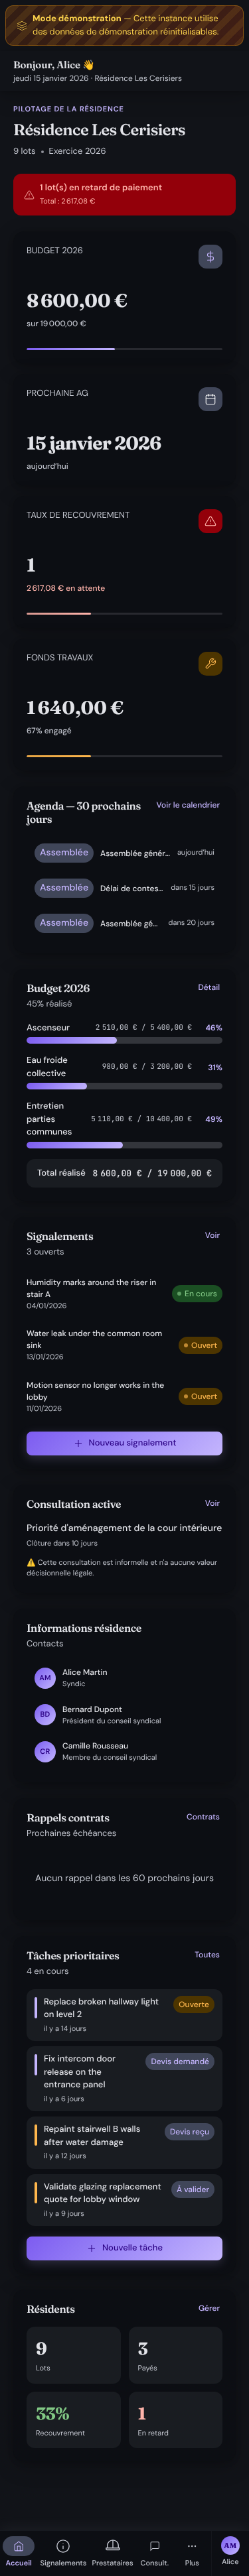 Mode démonstration — Cette instance utilise
des données de démonstration réinitialisables.
Bonjour, Alice 👋
jeudi 15 janvier 2026 · Résidence Les Cerisiers
PILOTAGE DE LA RÉSIDENCE
Résidence Les Cerisiers
9 lots • Exercice 2026
1 lot(s) en retard de paiement
Total : 2 617,08 €
BUDGET 2026
8 600,00 €
sur 19 000,00 €
PROCHAINE AG
15 janvier 2026
aujourd'hui
TAUX DE RECOUVREMENT
1
2 617,08 € en attente
FONDS TRAVAUX
1 640,00 €
67% engagé
Agenda — 30 prochains
jours
Voir le calendrier
Assemblée Assemblée génér... aujourd'hui
Assemblée Délai de contes... dans 15 jours
Assemblée Assemblée gé... dans 20 jours
Budget 2026 Détail
45% réalisé
Ascenseur 2 510,00 € / 5 400,00 € 46%
Eau froide
collective
980,00 € / 3 200,00 € 31%
Entretien
parties
communes
5 110,00 € / 10 400,00 € 49%
Total réalisé 8 600,00 € / 19 000,00 €
Signalements Voir
3 ouverts
Humidity marks around the riser in
stair A
04/01/2026
En cours
Water leak under the common room
sink
13/01/2026
Ouvert
Motion sensor no longer works in the
lobby
11/01/2026
Ouvert
+ Nouveau signalement
Consultation active Voir
Priorité d'aménagement de la cour intérieure
Clôture dans 10 jours
⚠️ Cette consultation est informelle et n'a aucune valeur
décisionnelle légale.
Informations résidence
Contacts
AM Alice Martin
Syndic
BD Bernard Dupont
Président du conseil syndical
CR Camille Rousseau
Membre du conseil syndical
Rappels contrats Contrats
Prochaines échéances
Aucun rappel dans les 60 prochains jours
Tâches prioritaires Toutes
4 en cours
Replace broken hallway light
on level 2
il y a 14 jours
Ouverte
Fix intercom door
release on the
entrance panel
il y a 6 jours
Devis demandé
Repaint stairwell B walls
after water damage
il y a 12 jours
Devis reçu
Validate glazing replacement
quote for lobby window
il y a 9 jours
À valider
+ Nouvelle tâche
Résidents Gérer
9
Lots
3
Payés
33%
Recouvrement
1
En retard
Accueil Signalements Prestataires Consult. Plus AM Alice